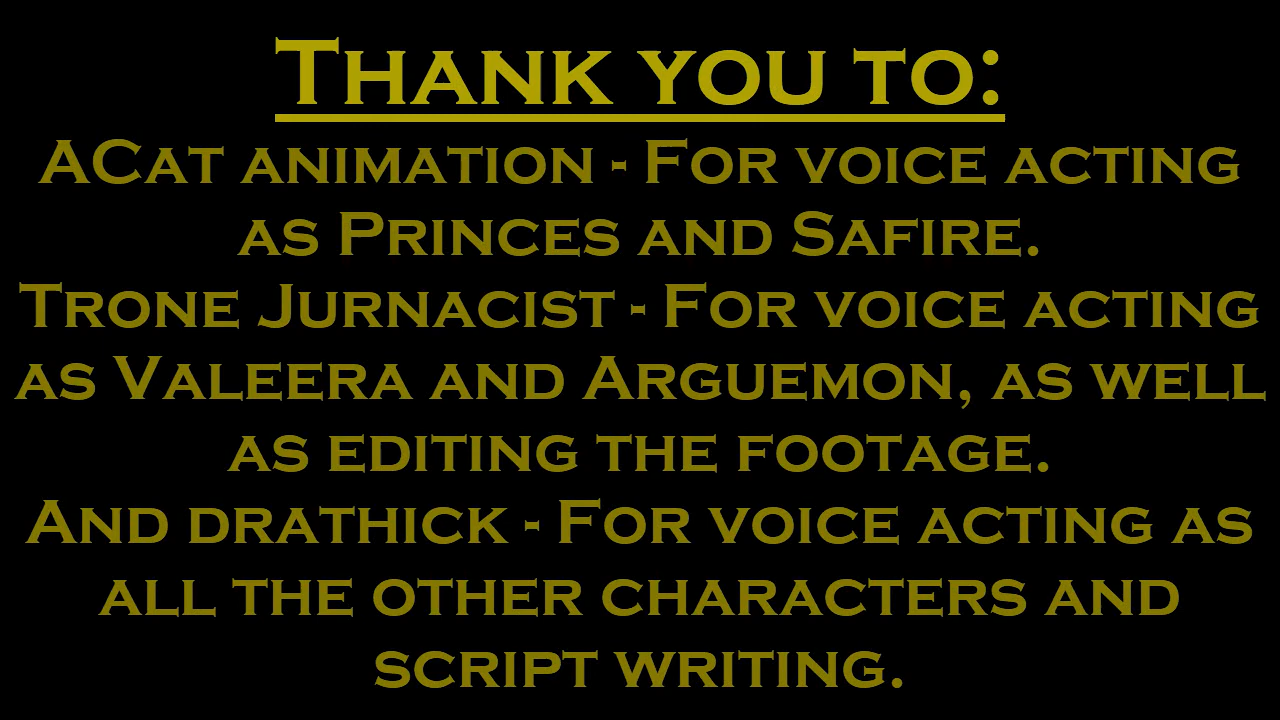 Thank you to:
ACat animation - For voice acting
as Princes and Safire.
Trone Jurnacist - For voice acting
as Valeera and Arguemon, as well
as editing the footage.
And drathick - For voice acting as
all the other characters and
script writing.